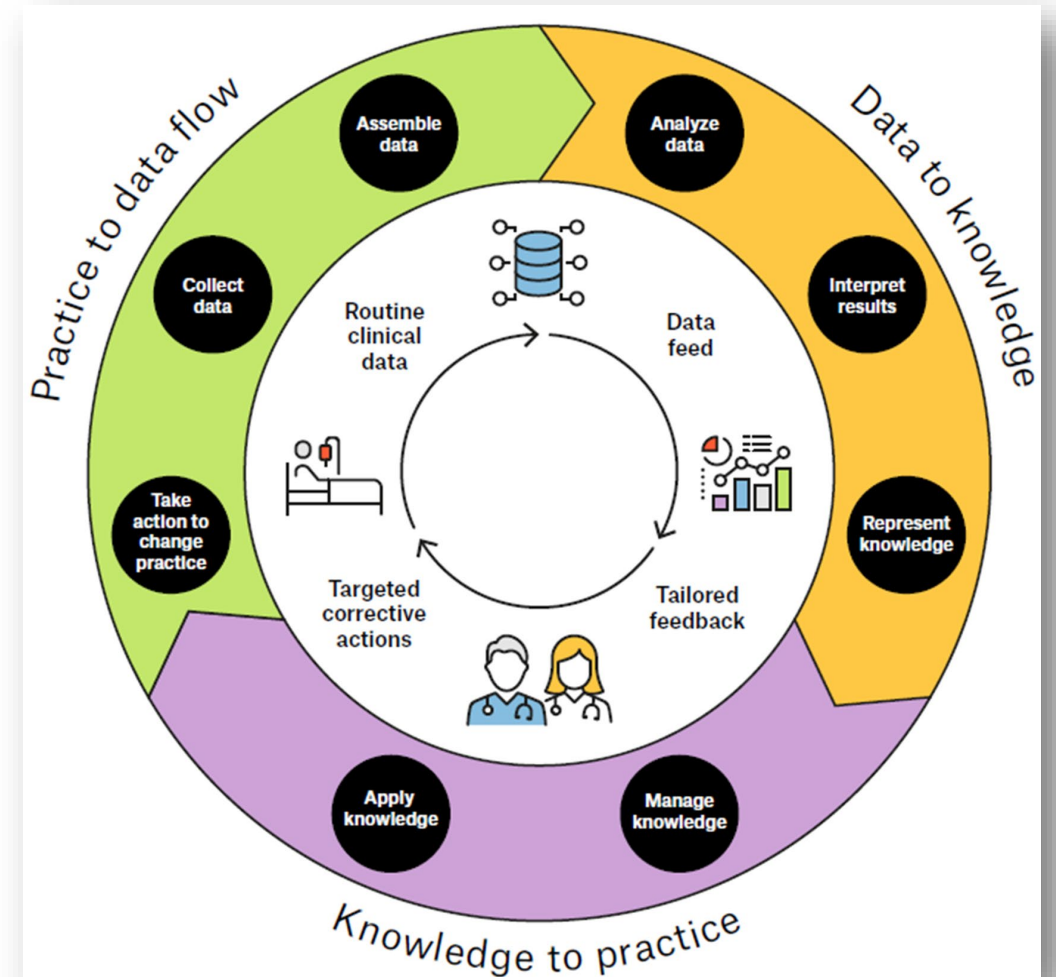 Practice to data flow
Data to knowledge
Knowledge to practice
Assemble
data
Analyze
data
Collect
data
Interpret
results
Take
action to
change
practice
Represent
knowledge
Apply
knowledge
Manage
knowledge
Routine
clinical
data
Data
feed
Targeted
corrective
actions
Tailored
feedback